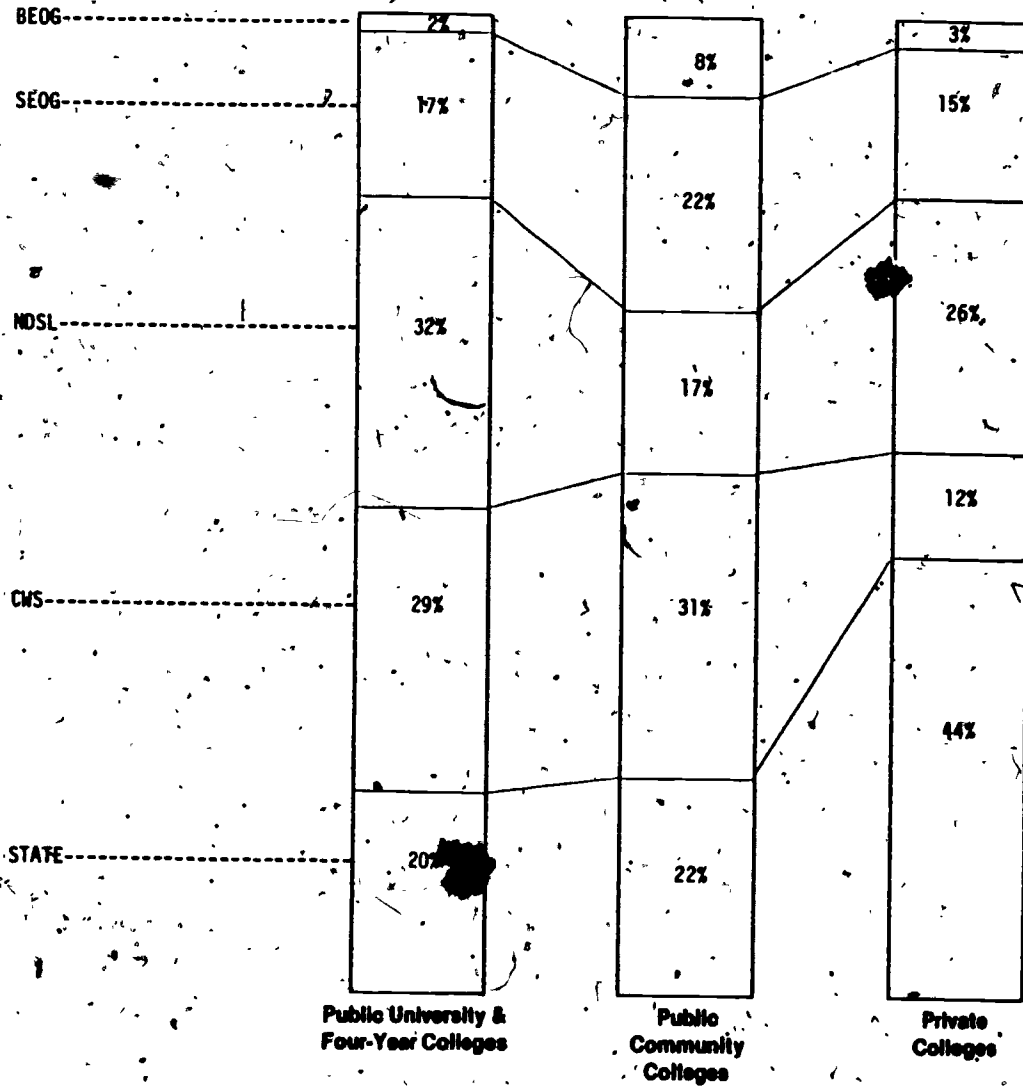 BEOG
2%
8%
3%
SEOG
17%
22%
15%
NDSL
32%
17%
26%
CWS
29%
31%
12%
STATE
20%
22%
44%
Public University &
Four-Year Colleges
Public
Community
Colleges
Private
Colleges